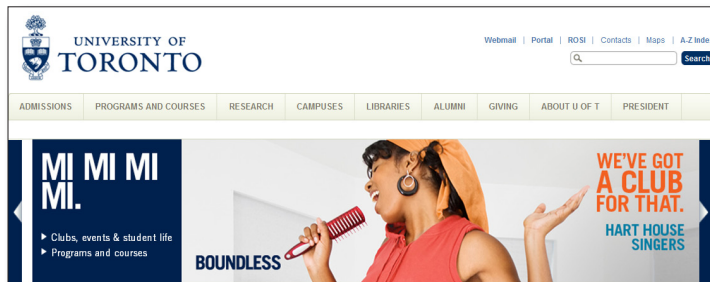 UNIVERSITY OF
TORONTO
Webmail | Portal | ROSI | Contacts | Maps | A-Z Inde
Search
ADMISSIONS PROGRAMS AND COURSES RESEARCH CAMPUSES LIBRARIES ALUMNI GIVING ABOUT U OF T PRESIDENT
MI MI MI
MI.
Clubs, events & student life
Programs and courses
BOUNDLESS
WE'VE GOT
A CLUB
FOR THAT.
HART HOUSE
SINGERS